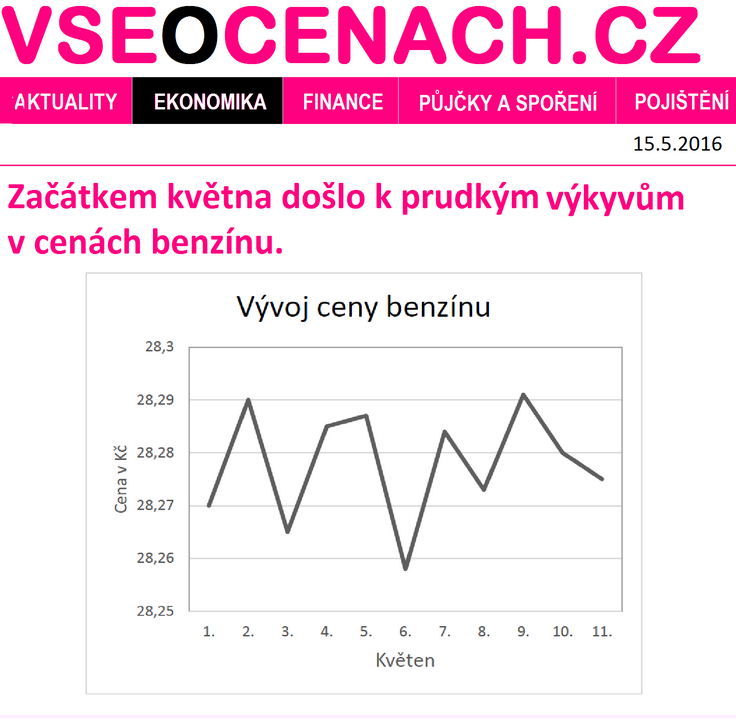 VSEOCENACH.CZ
AKTUALITY EKONOMIKA FINANCE PŮJČKY A SPOŘENÍ POJIŠTĚNÍ
15.5.2016
Začátkem května došlo k prudkým výkyvům
v cenách benzínu.
Vývoj ceny benzínu
28,3
28,29
28,28
28,27
28,26
28,25
Cena v Kč
1. 2. 3. 4. 5. 6. 7. 8. 9. 10. 11.
Květen